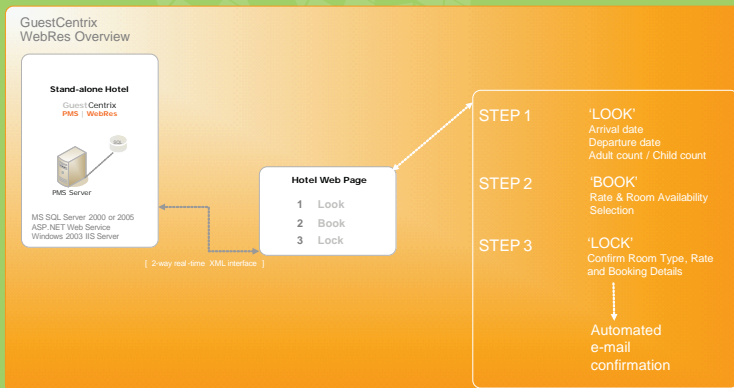 GuestCentrix
WebRes Overview
Stand-alone Hotel
GuestCentrix
PMS | WebRes
SQL
PMS Server
MS SQL Server 2000 or 2005
ASP.NET Web Service
Windows 2003 IIS Server
[ 2-way real-time XML interface ]
Hotel Web Page
1 Look
2 Book
3 Lock
STEP 1 ‘LOOK’
Arrival date
Departure date
Adult count / Child count
STEP 2 ‘BOOK’
Rate & Room Availability
Selection
STEP 3 ‘LOCK’
Confirm Room Type, Rate
and Booking Details
Automated
e-mail
confirmation